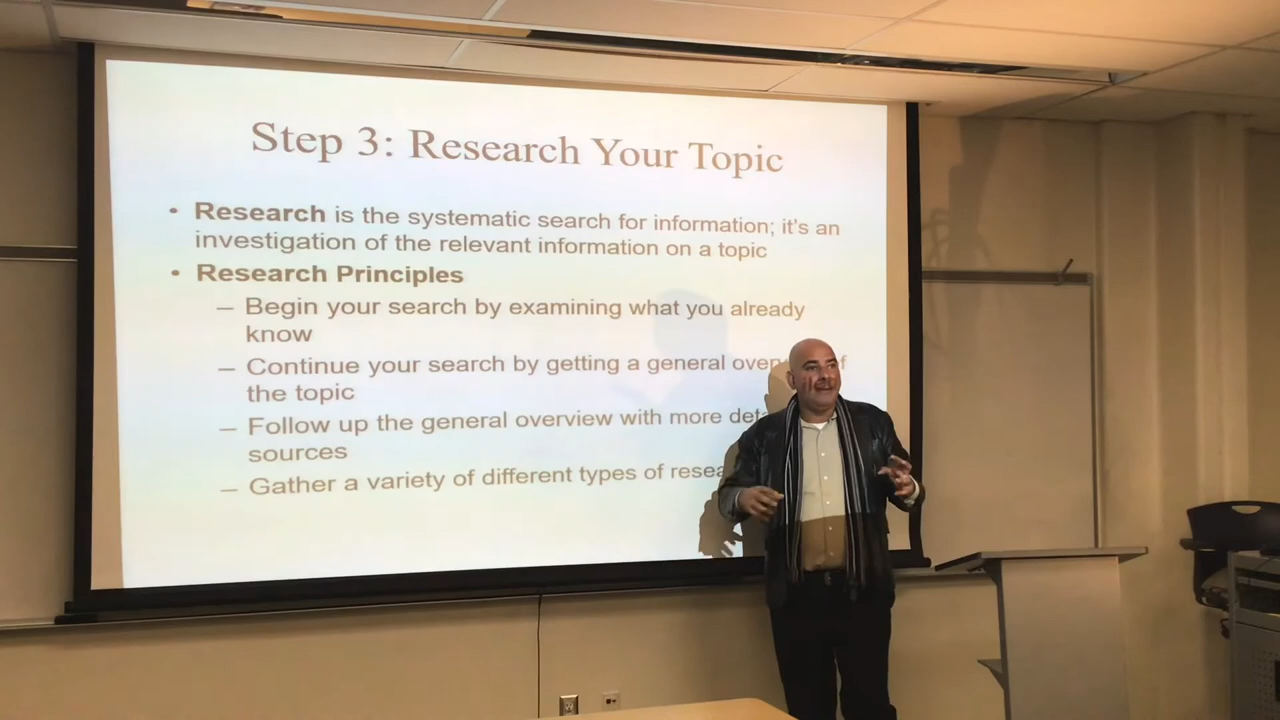 Step 3: Research Your Topic
• Research is the systematic search for information; it's an
investigation of the relevant information on a topic
• Research Principles
– Begin your search by examining what you already
know
– Continue your search by getting a general
the topic
– Follow up the general overview with more
sources
– Gather a variety of different types of